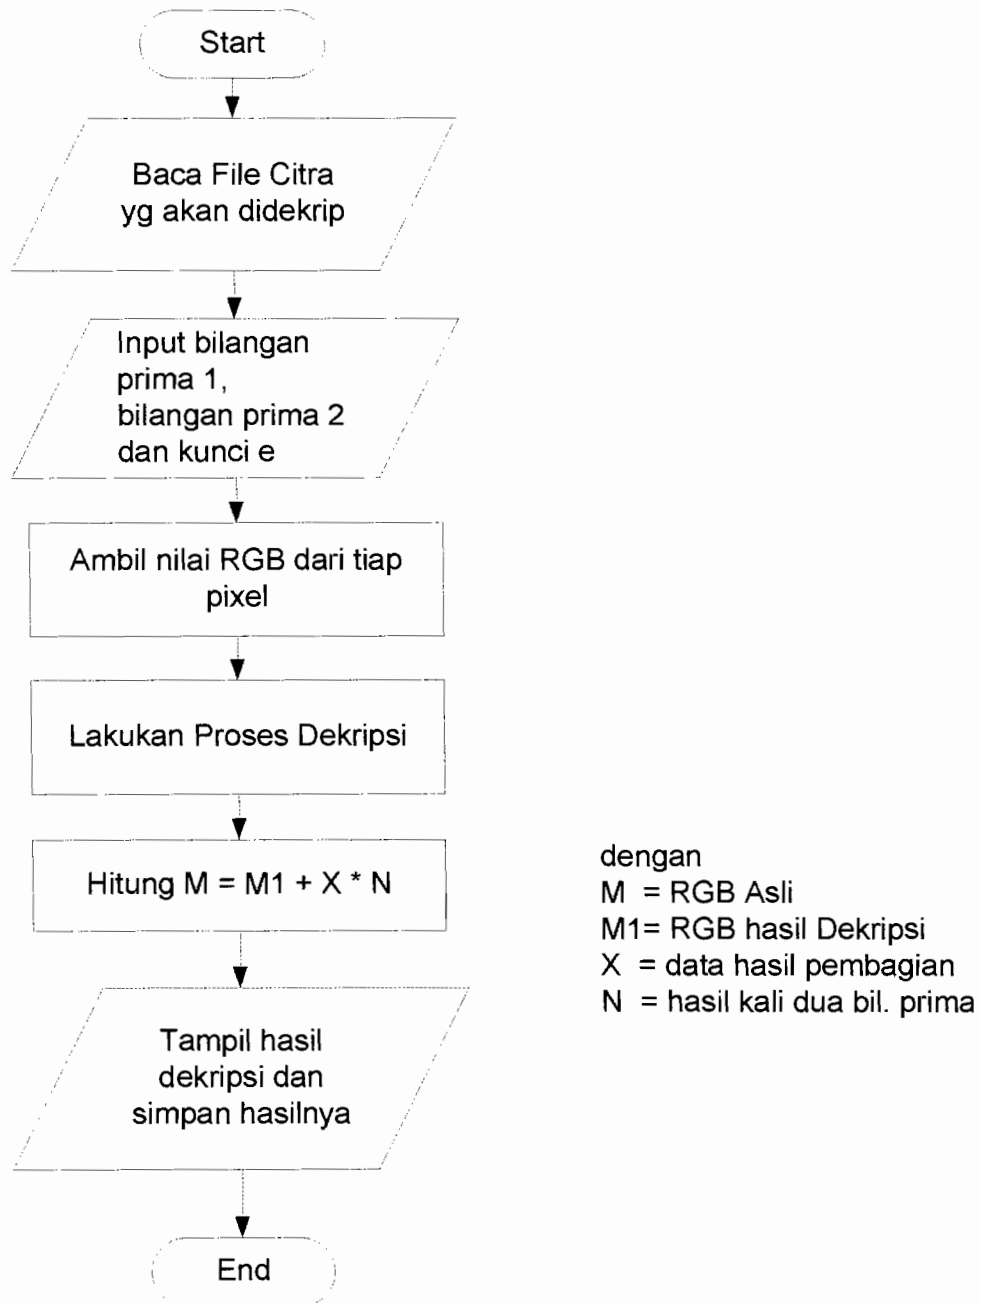 Start
Baca File Citra
yg akan didekrip
Input bilangan
prima 1,
bilangan prima 2
dan kunci e
Ambil nilai RGB dari tiap
pixel
Lakukan Proses Dekripsi
Hitung M = M1 + X * N
dengan
M = RGB Asli
M1= RGB hasil Dekripsi
X = data hasil pembagian
N = hasil kali dua bil. prima
Tampil hasil
dekripsi dan
simpan hasilnya
End